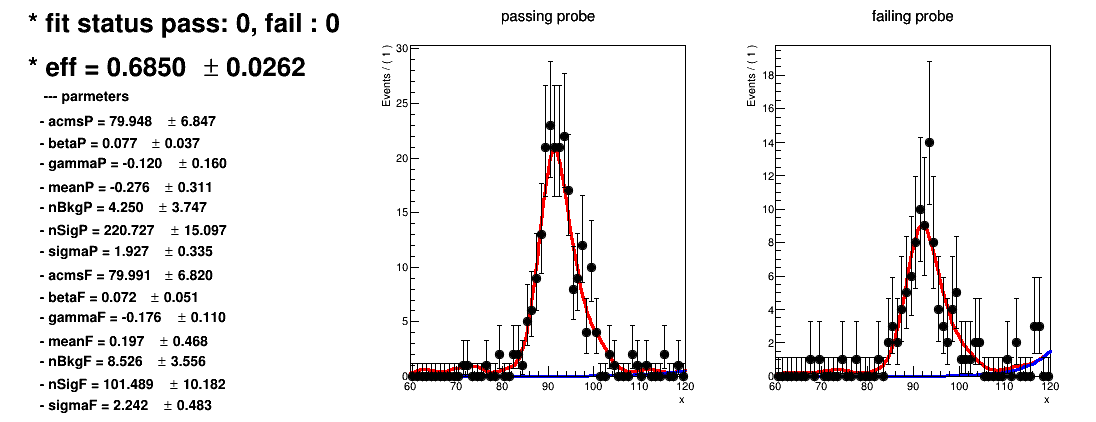 * fit status pass: 0, fail : 0
* eff = 0.6850 ± 0.0262
--- parmeters
- acmsP = 79.948 ± 6.847
- betaP = 0.077 ± 0.037
- gammaP = -0.120 ± 0.160
- meanP = -0.276 ± 0.311
- nBkgP = 4.250 ± 3.747
- nSigP = 220.727 ± 15.097
- sigmaP = 1.927 ± 0.335
- acmsF = 79.991 ± 6.820
- betaF = 0.072 ± 0.051
- gammaF = -0.176 ± 0.110
- meanF = 0.197 ± 0.468
- nBkgF = 8.526 ± 3.556
- nSigF = 101.489 ± 10.182
- sigmaF = 2.242 ± 0.483
passing probe
Events / ( 1 )
30
25
20
15
10
5
0
60 70 80 90 100 110 120
x
failing probe
Events / ( 1 )
18
16
14
12
10
8
6
4
2
0
60 70 80 90 100 110 120
x